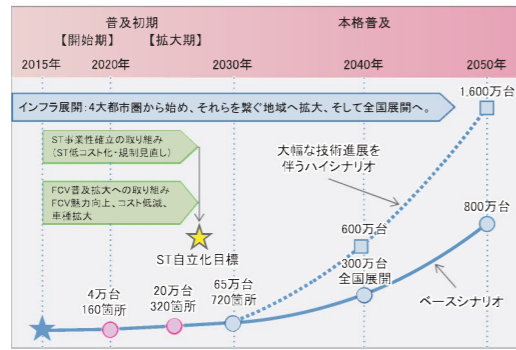 普及初期
本格普及
【開始期】
【拡大期】
2015年
2020年
2030年
2040年
2050年
インフラ展開:4大都市圏から始め、それらを繋ぐ地域へ拡大、そして全国展開へ。
1,600万台
ST事業性確立の取り組み
(ST低コスト化・規制見直し)
大幅な技術進展を
伴うハイシナリオ
FCV普及拡大への取り組み
FCV魅力向上、コスト低減、
車種拡大
800万台
600万台
ST自立化目標
300万台
全国展開
4万台
160箇所
20万台
320箇所
65万台
720箇所
ベースシナリオ